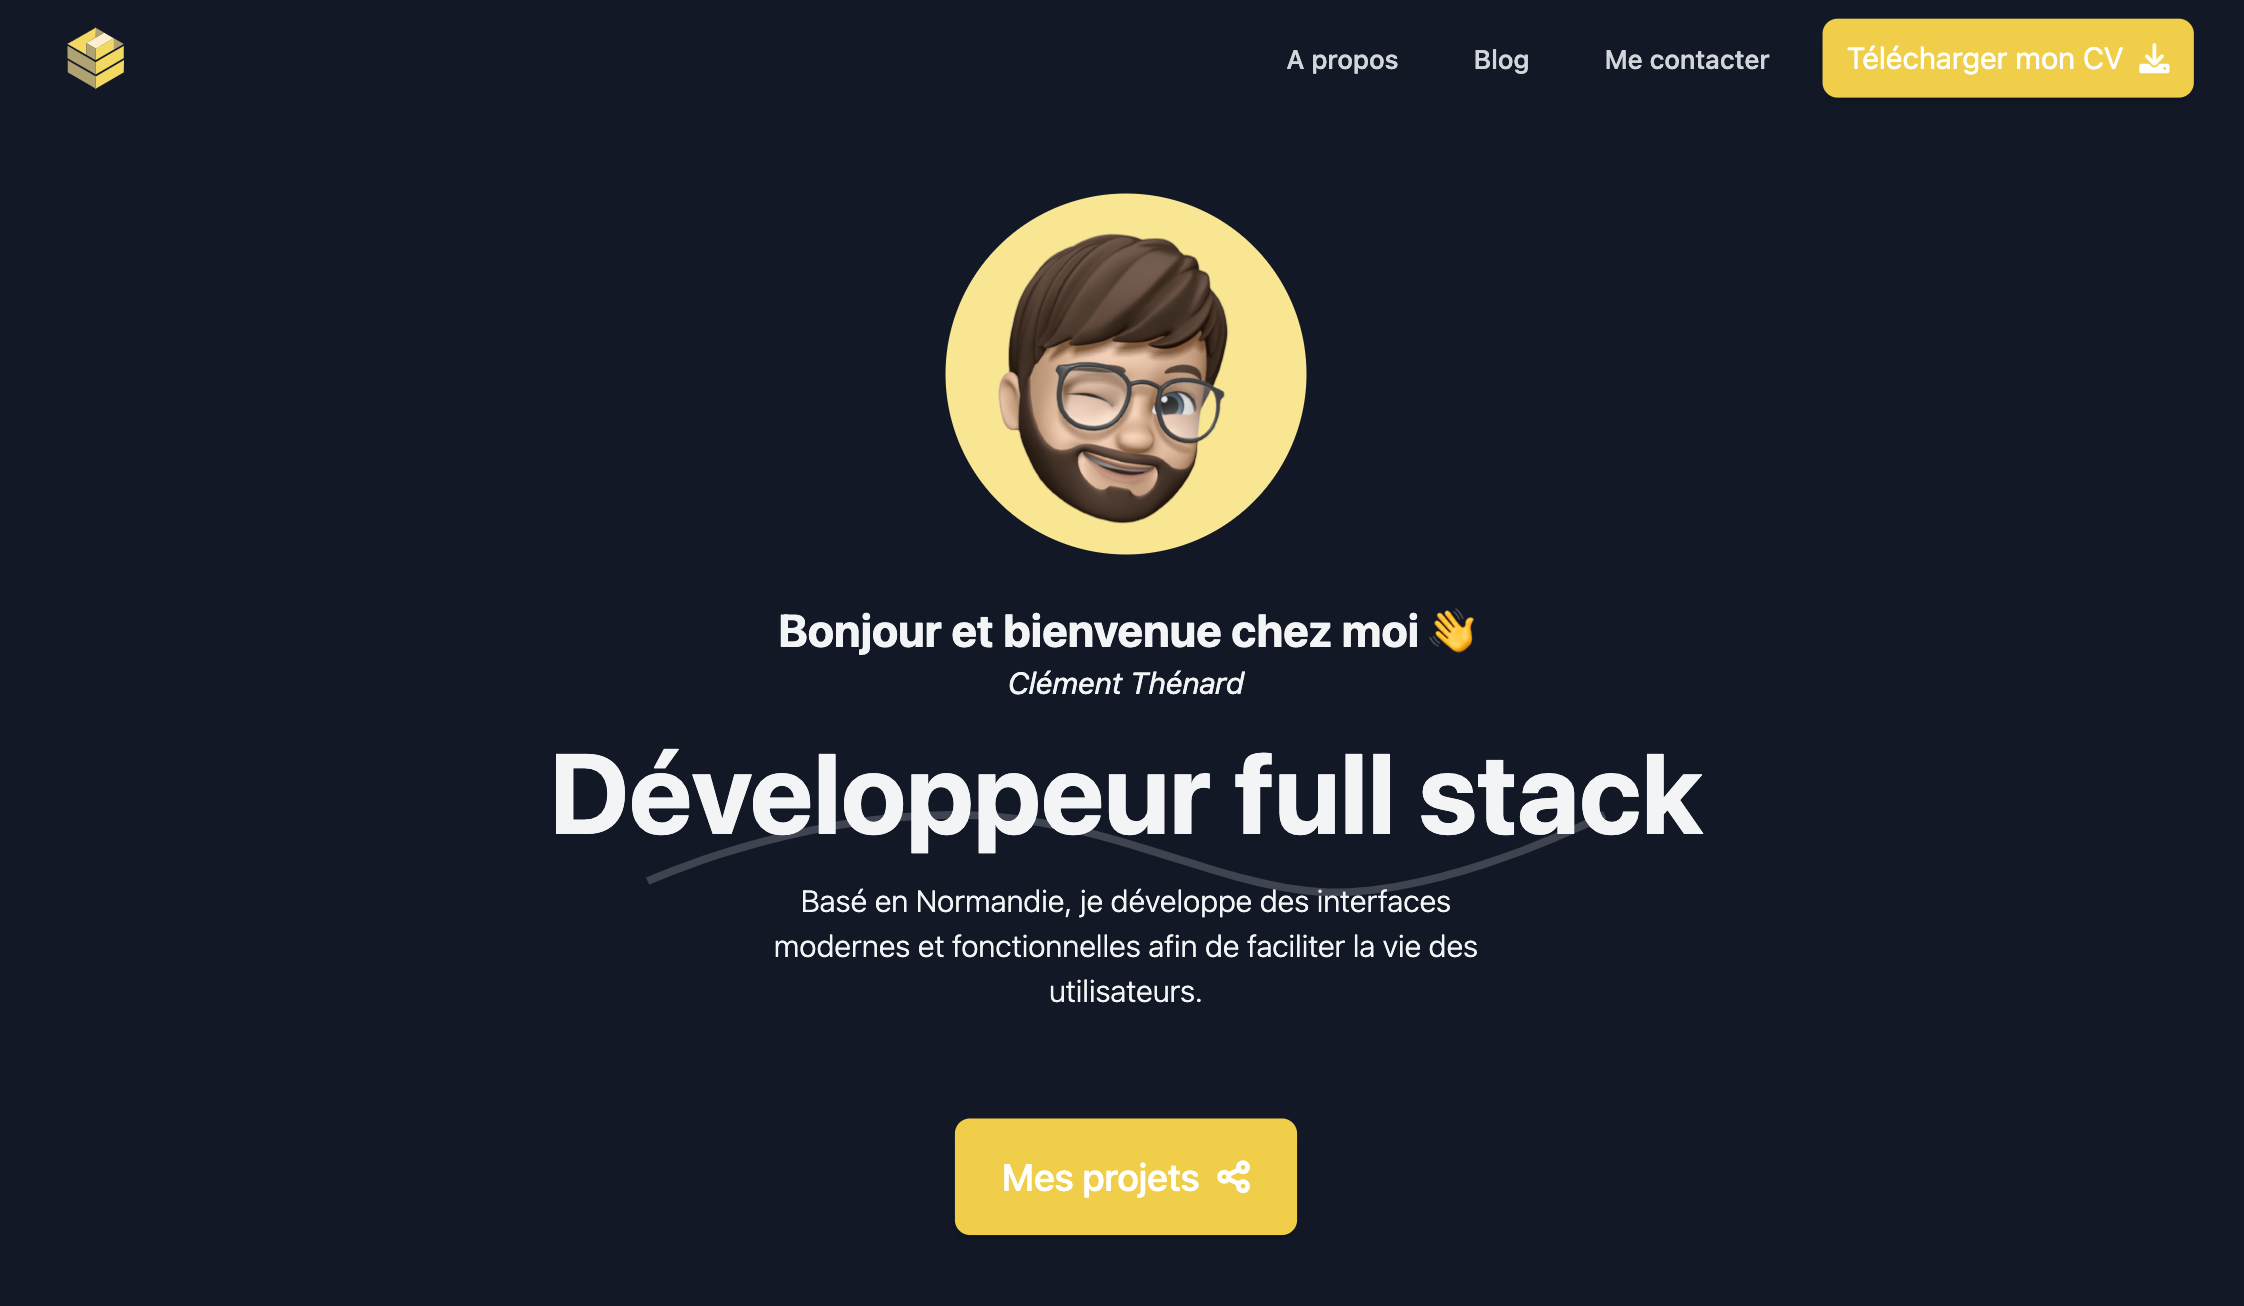 A propos
Blog
Me contacter
Télécharger mon CV
Bonjour et bienvenue chez moi 👋
Clément Thénard
Développeur full stack
Basé en Normandie, je développe des interfaces
modernes et fonctionnelles afin de faciliter la vie des
utilisateurs.
Mes projets